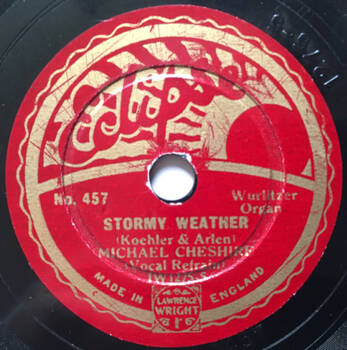 Eclipse
No. 457
Wurlitzer
Organ
STORMY WEATHER
(Koehler & Arlen)
MICHAEL CHESHIRE
(Vocal Refrain)
MADE IN ENGLAND
LAWRENCE
WRIGHT